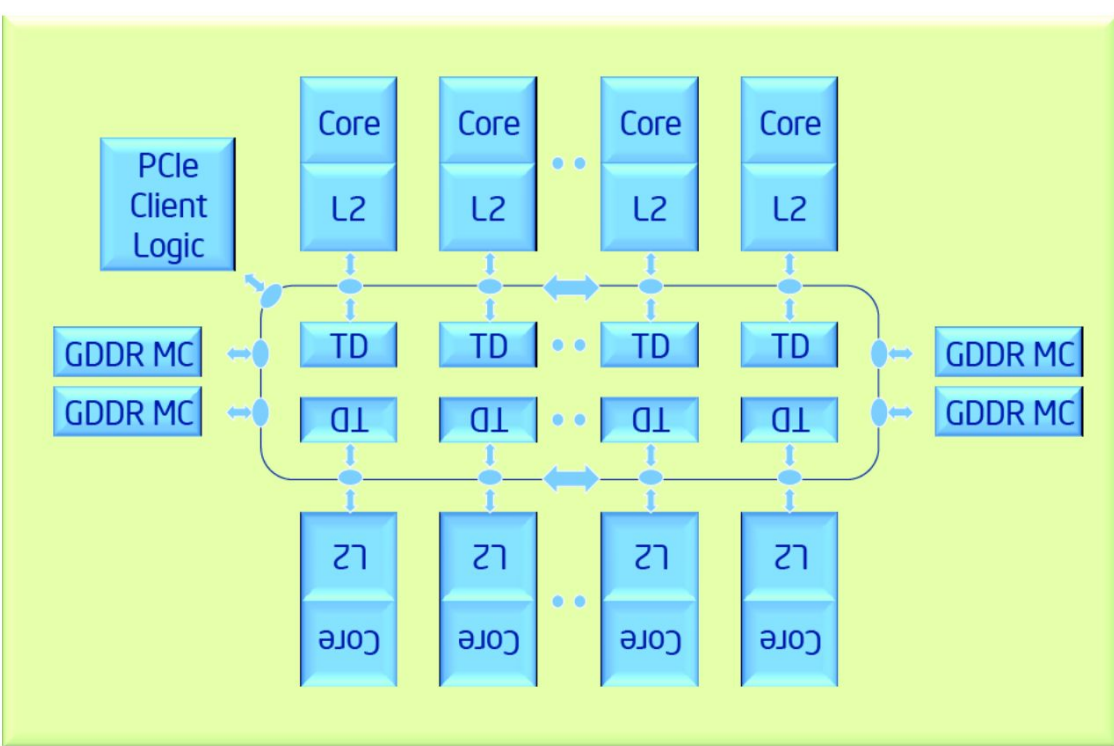 Core Core Core Core
PCIe
Client
Logic
L2 L2 L2 L2
GDDR MC
TD TD TD TD
GDDR MC
GDDR MC
TD TD TD TD
GDDR MC
L2 L2 L2 L2
Core Core Core Core